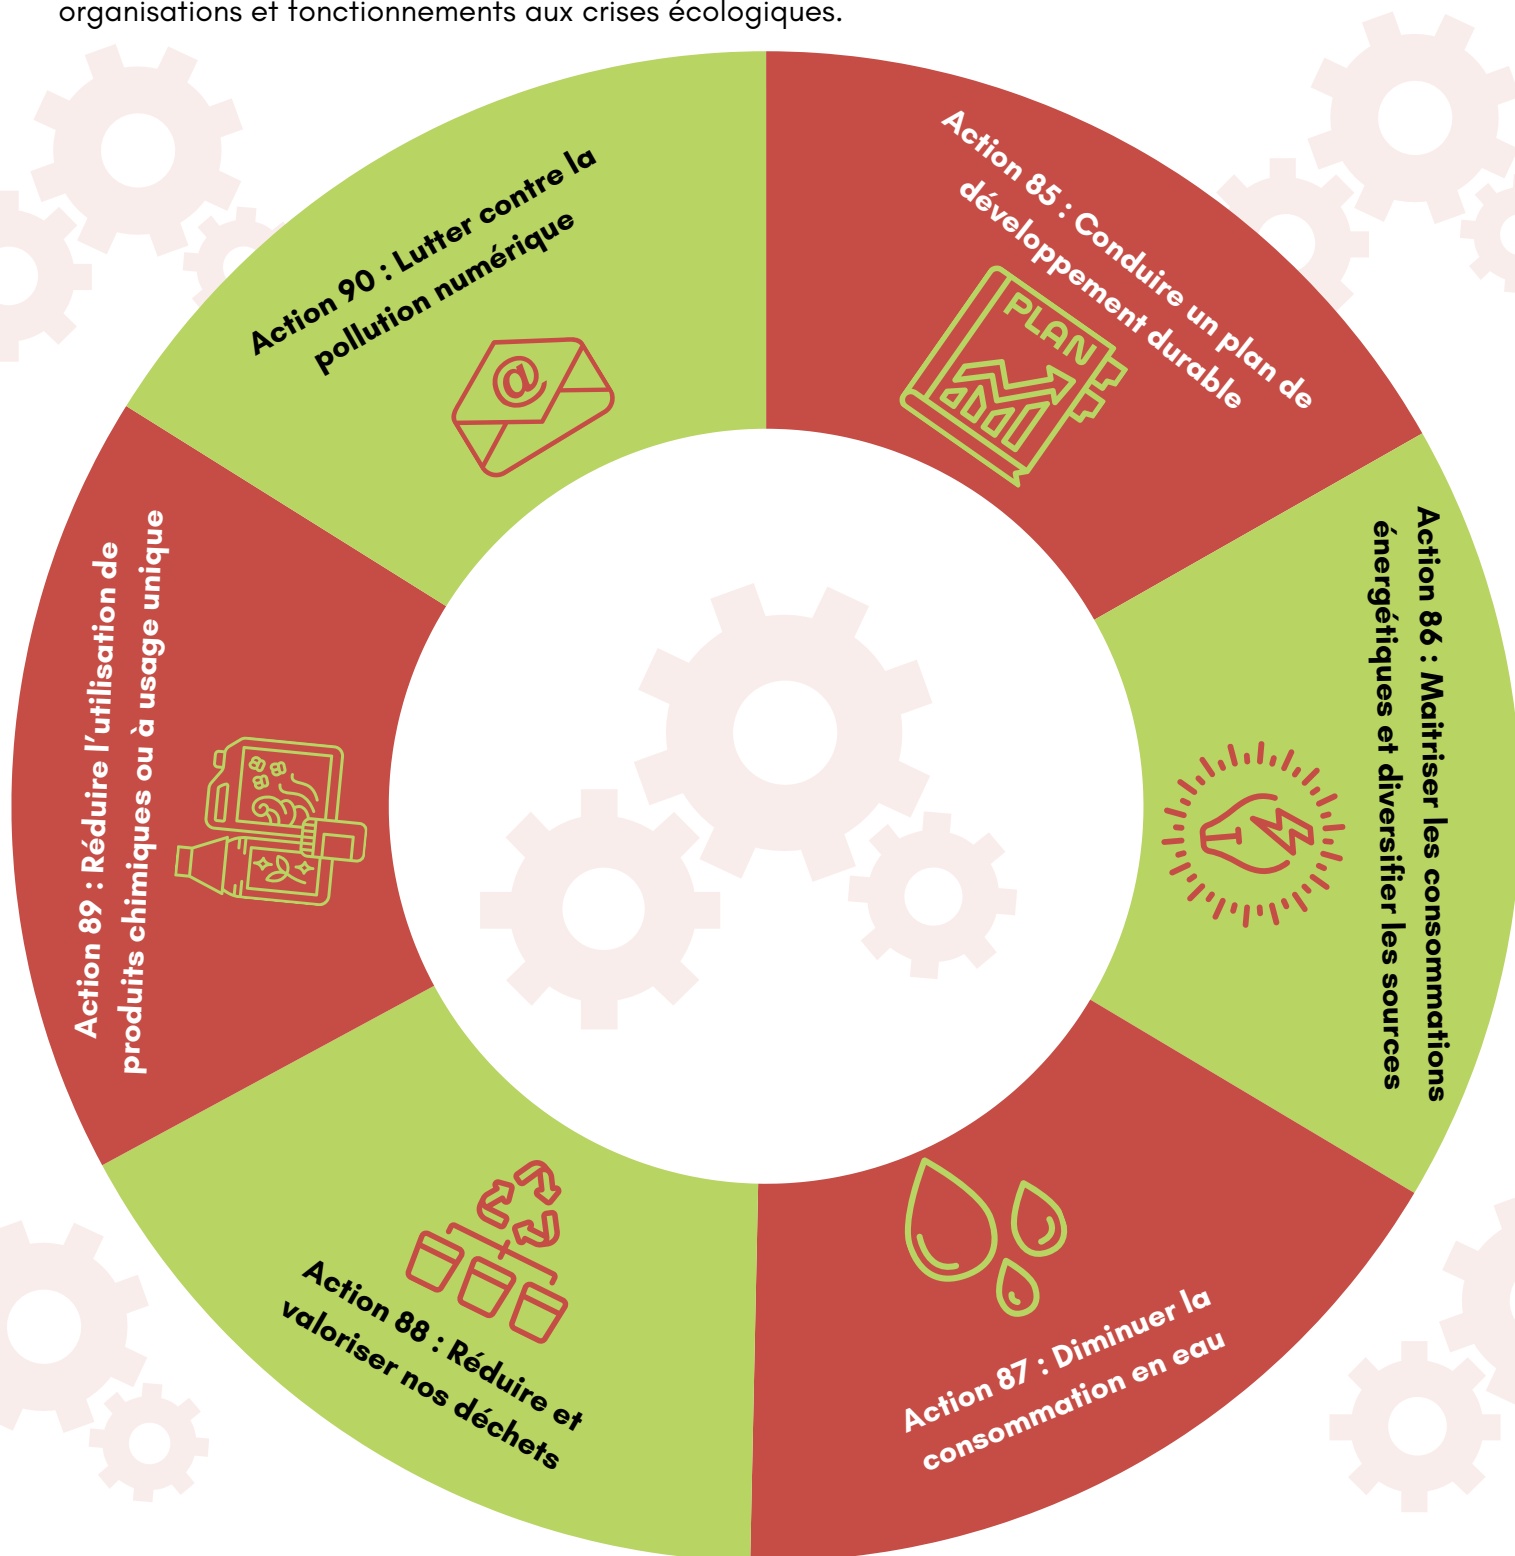 organisations et fonctionnements aux crises écologiques.
Action 85 : Conduire un plan de
développement durable
PLAN
Action 86 : Maitriser les consommations
énergétiques et diversifier les sources
Action 87 : Diminuer la
consommation en eau
Action 88 : Réduire et
valoriser nos déchets
Action 89 : Réduire l'utilisation de
produits chimiques ou à usage unique
Action 90 : Lutter contre la
pollution numérique
@